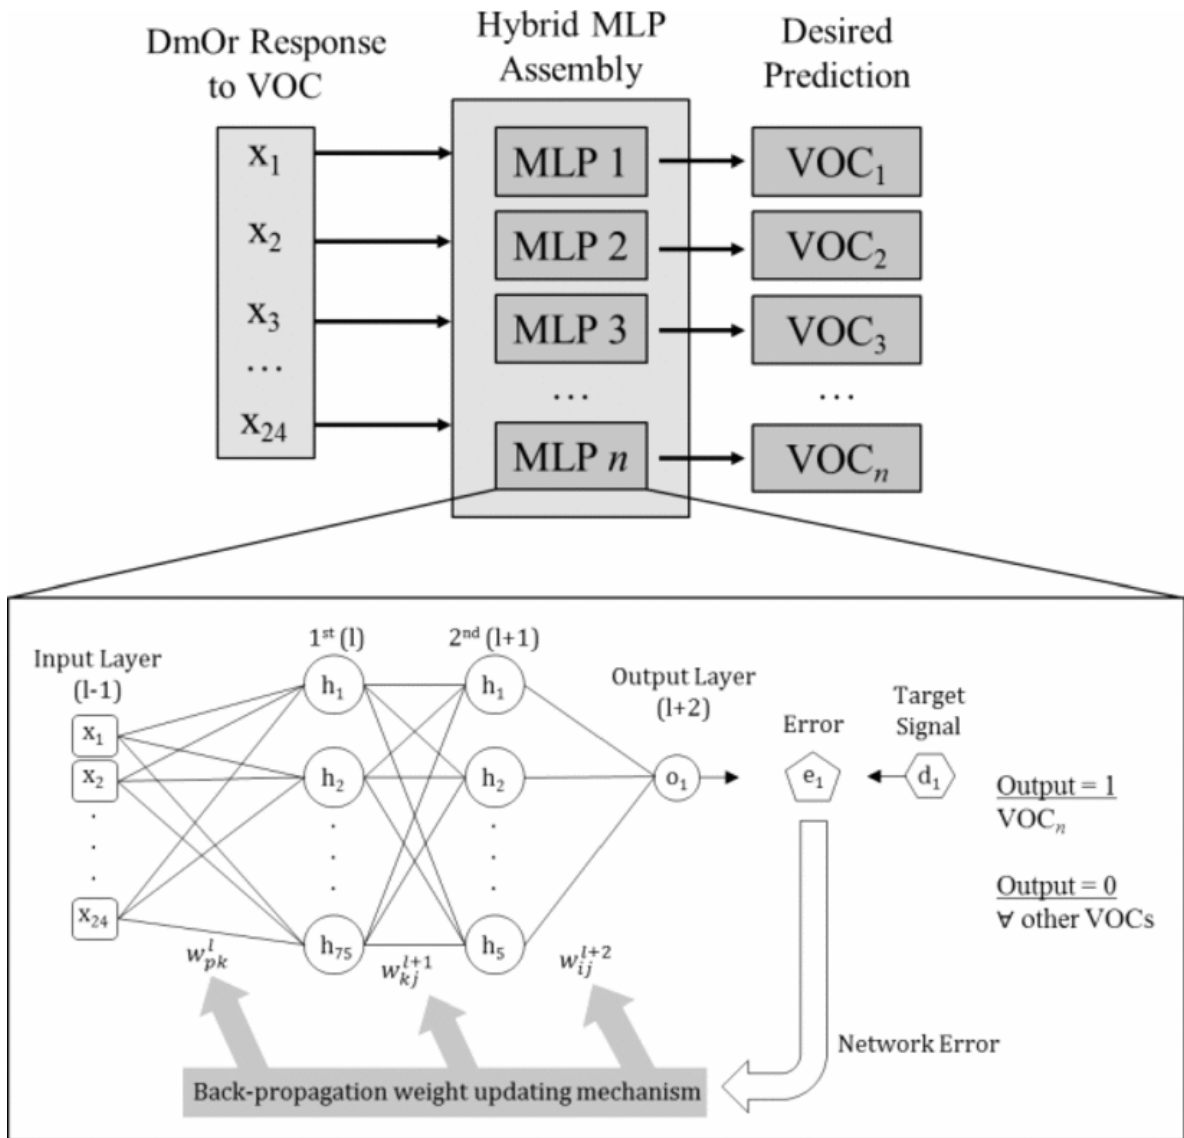 DmOr Response
to VOC
Hybrid MLP
Assembly
Desired
Prediction
x1
x2
x3
...
x24
MLP 1
MLP 2
MLP 3
...
MLP n
VOC1
VOC2
VOC3
...
VOCn
Input Layer
(l-1)
1st (l)
2nd (l+1)
Output Layer
(l+2)
Error
Target
Signal
x1
x2
.
.
.
x24
h1
h2
.
.
.
h75
h1
h2
.
.
.
h5
o1
e1
d1
Output = 1
VOCn
Output = 0
∀ other VOCs
w^l_pk
w^l+1_kj
w^l+2_ij
Network Error
Back-propagation weight updating mechanism